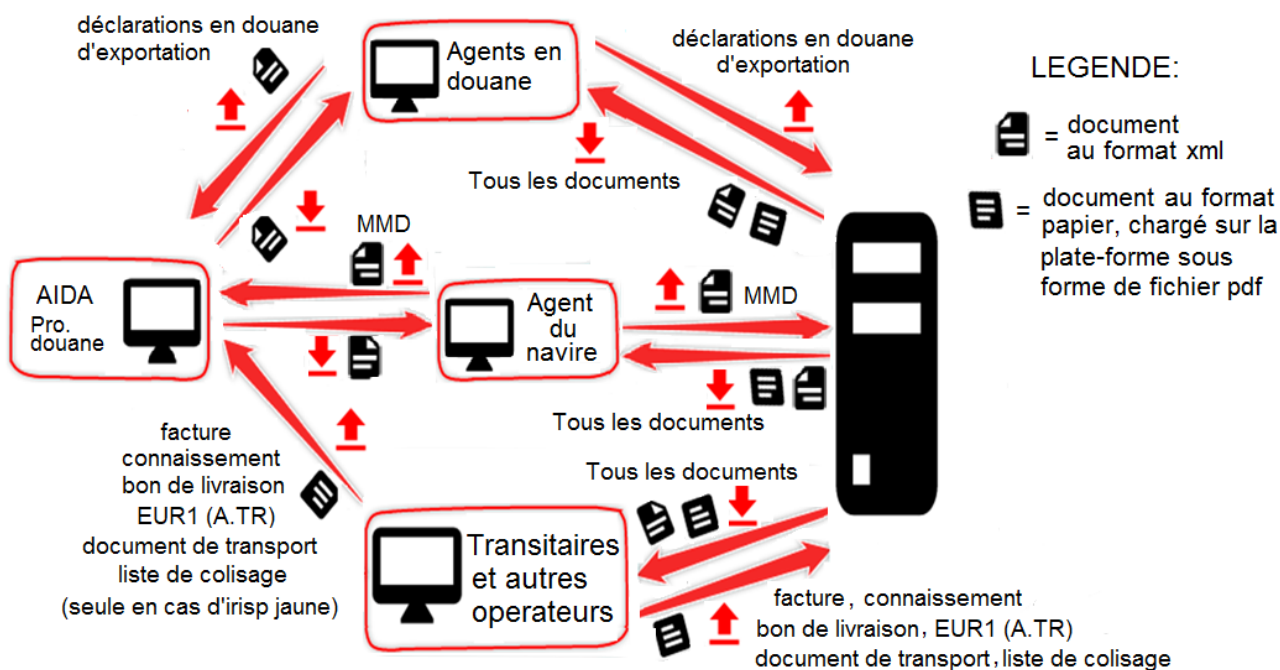 déclarations en douane
d'exportation
Agents en
douane
déclarations en douane
d'exportation
LEGENDE:
= document
au format xml
= document au format
papier, chargé sur la
plate-forme sous
forme de fichier pdf
Tous les documents
MMD
AIDA
Pro.
douane
Agent
du
navire
MMD
Tous les documents
facture
connaissement
bon de livraison
EUR1 (A.TR)
document de transport
liste de colisage
(seule en cas d'irisp jaune)
Tous les documents
Transitaires
et autres
operateurs
facture, connaissement
bon de livraison, EUR1 (A.TR)
document de transport, liste de colisage